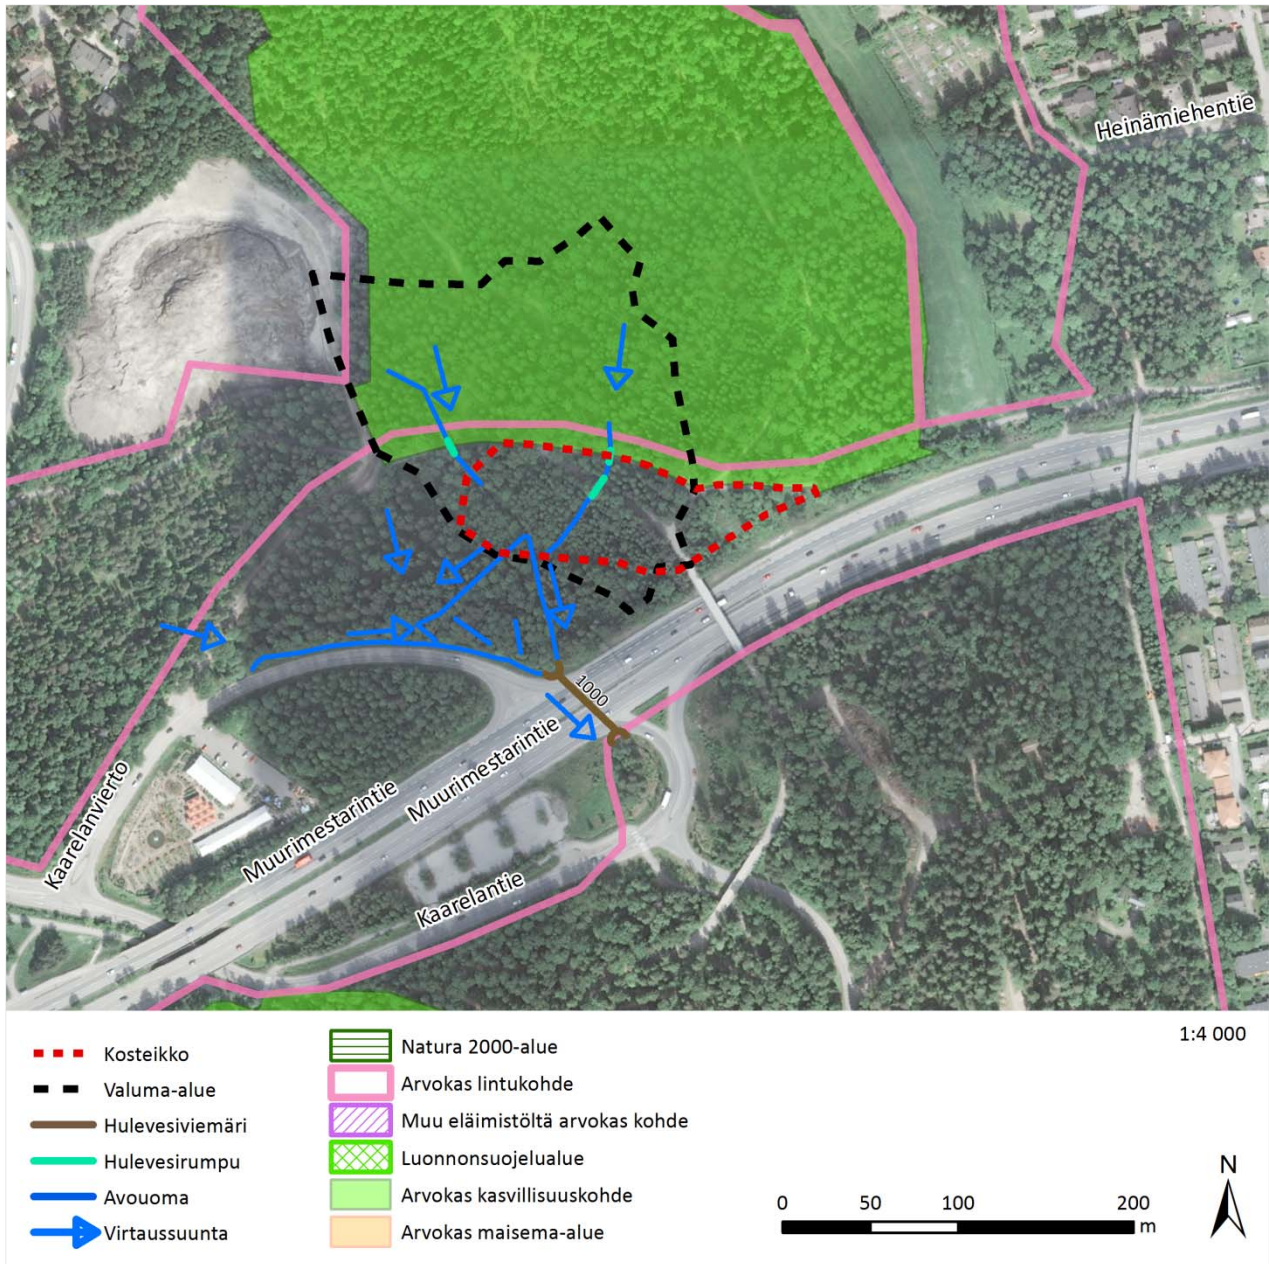 Heinämiehentie
1000
Muurimestarintie
Muurimestarintie
Kaarelanvierto
Kaarelantie
Kosteikko
Valuma-alue
Hulevesiviemäri
Hulevesirumpu
Avouoma
Virtaussuunta
Natura 2000-alue
Arvokas lintukohde
Muu eläimistöltä arvokas kohde
Luonnonsuojelualue
Arvokas kasvillisuuskohde
Arvokas maisema-alue
1:4 000
0 50 100 200
m
N